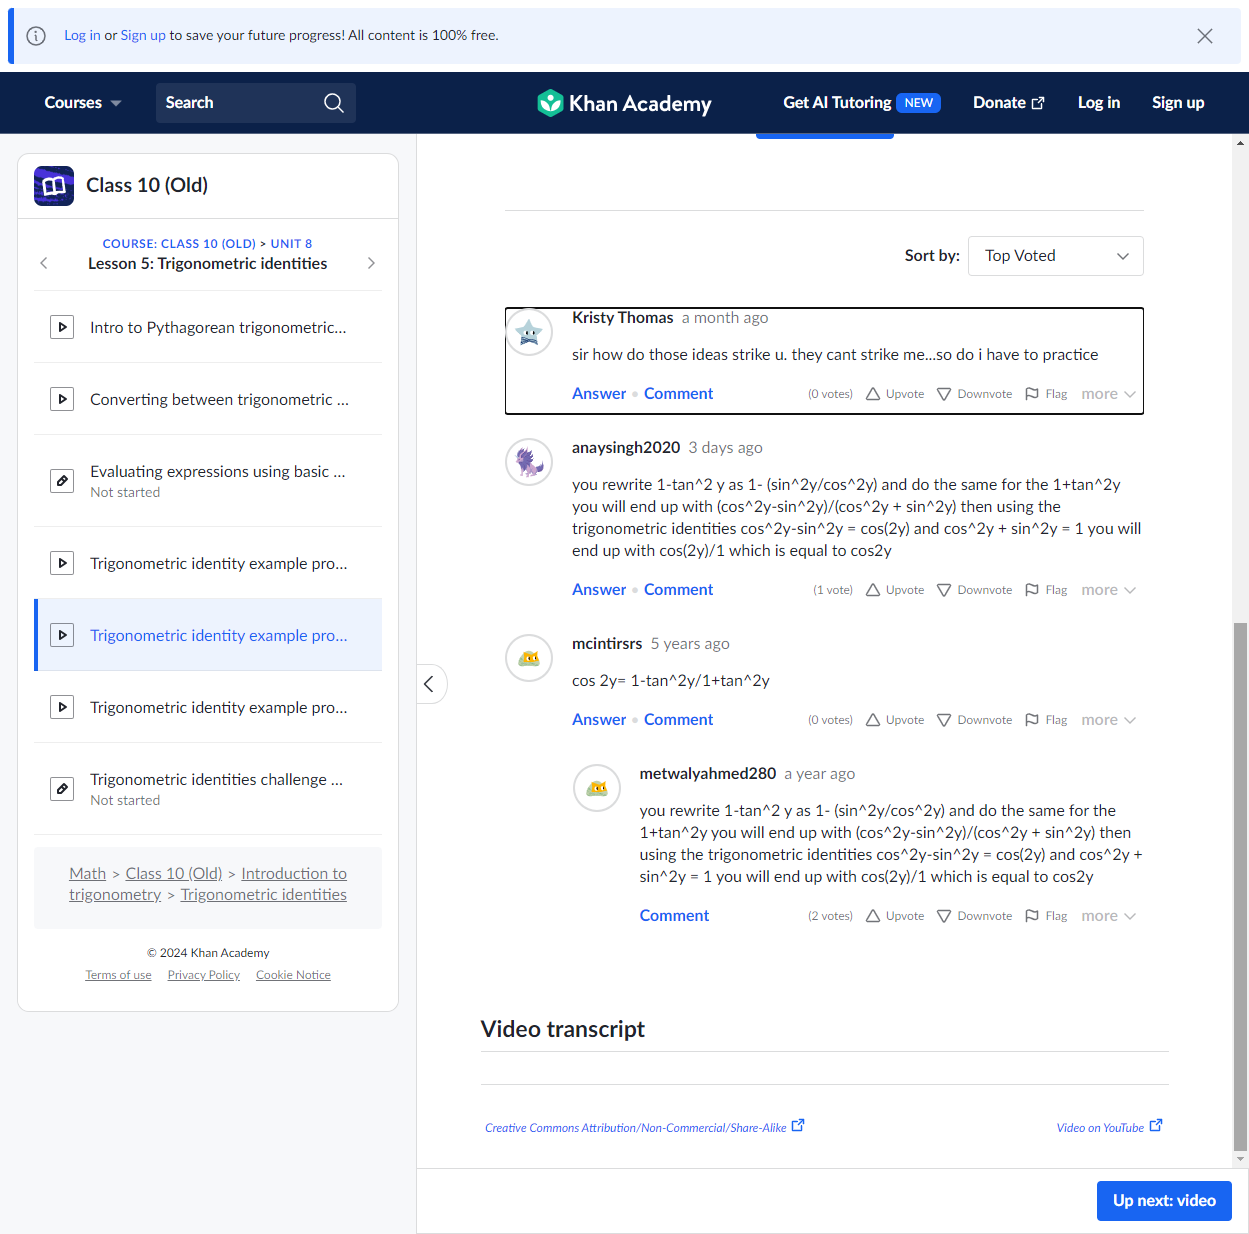 Log in or Sign up to save your future progress! All content is 100% free.
Courses
Search
Khan Academy
Get AI Tutoring NEW
Donate
Log in
Sign up
Class 10 (Old)
COURSE: CLASS 10 (OLD) > UNIT 8
Lesson 5: Trigonometric identities
Intro to Pythagorean trigonometric...
Converting between trigonometric ...
Evaluating expressions using basic ...
Not started
Trigonometric identity example pro...
Trigonometric identity example pro...
Trigonometric identity example pro...
Trigonometric identities challenge ...
Not started
Math > Class 10 (Old) > Introduction to
trigonometry > Trigonometric identities
© 2024 Khan Academy
Terms of use Privacy Policy Cookie Notice
Sort by: Top Voted
Kristy Thomas a month ago
sir how do those ideas strike u. they cant strike me...so do i have to practice
Answer • Comment (0 votes) Upvote Downvote Flag more
anaysingh2020 3 days ago
you rewrite 1-tan^2 y as 1- (sin^2y/cos^2y) and do the same for the 1+tan^2y
you will end up with (cos^2y-sin^2y)/(cos^2y + sin^2y) then using the
trigonometric identities cos^2y-sin^2y = cos(2y) and cos^2y + sin^2y = 1 you will
end up with cos(2y)/1 which is equal to cos2y
Answer • Comment (1 vote) Upvote Downvote Flag more
mcintirsrs 5 years ago
cos 2y= 1-tan^2y/1+tan^2y
Answer • Comment (0 votes) Upvote Downvote Flag more
metwalyahmed280 a year ago
you rewrite 1-tan^2 y as 1- (sin^2y/cos^2y) and do the same for the
1+tan^2y you will end up with (cos^2y-sin^2y)/(cos^2y + sin^2y) then
using the trigonometric identities cos^2y-sin^2y = cos(2y) and cos^2y +
sin^2y = 1 you will end up with cos(2y)/1 which is equal to cos2y
Comment (2 votes) Upvote Downvote Flag more
Video transcript
Creative Commons Attribution/Non-Commercial/Share-Alike
Video on YouTube
Up next: video